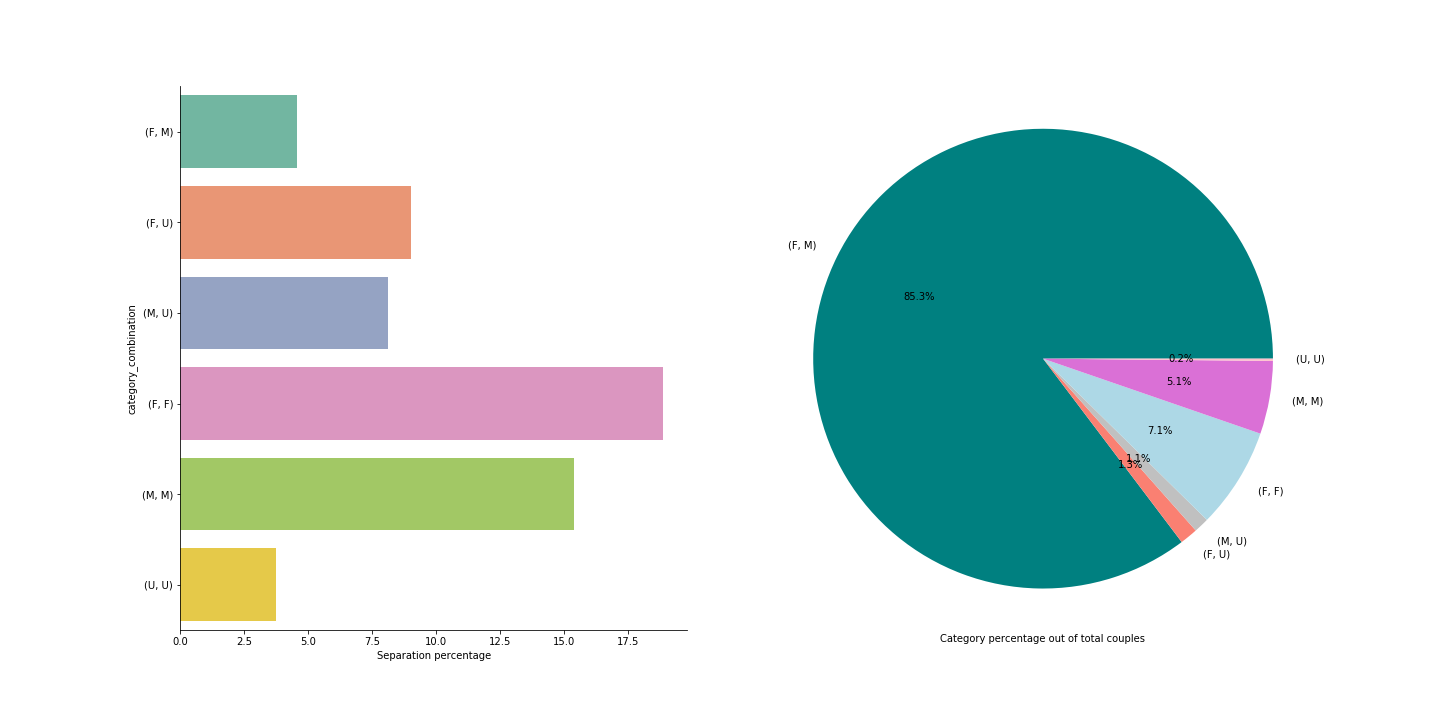 category_combination
(F, M)
(F, U)
(M, U)
(F, F)
(M, M)
(U, U)
0.0 2.5 5.0 7.5 10.0 12.5 15.0 17.5
Separation percentage
(F, M)
85.3%
0.2%
(U, U)
5.1%
(M, M)
7.1%
1.1%
1.3%
(F, F)
(M, U)
(F, U)
Category percentage out of total couples